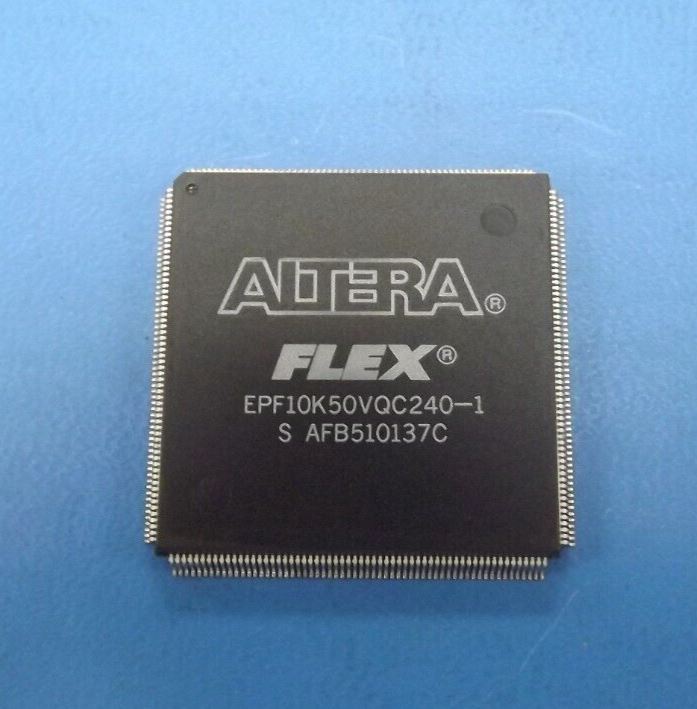 ALTERA®
FLEX®
EPF10K50VQC240-1
S AFB510137C